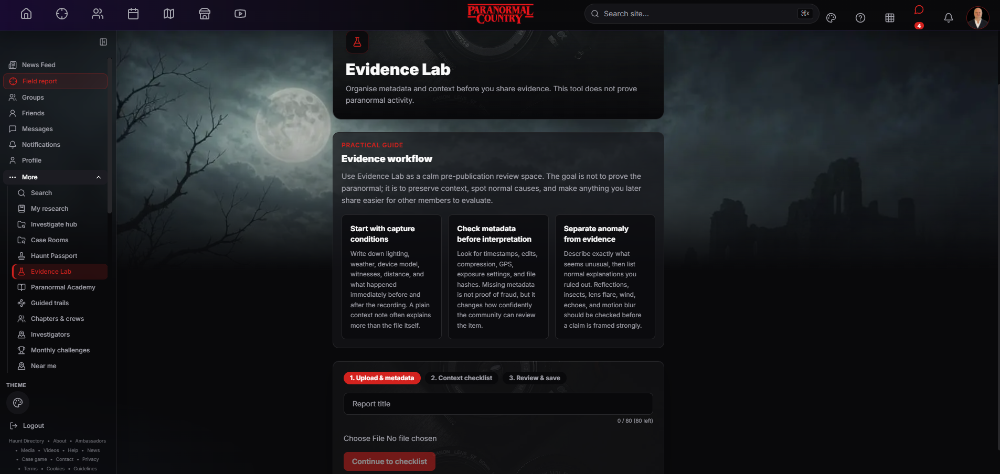 PARANORMAL
COUNTRY
Search site...
⌘K
4
News Feed
Field report
Groups
Friends
Messages
Notifications
Profile
More
Search
My research
Investigate hub
Case Rooms
Haunt Passport
Evidence Lab
Paranormal Academy
Guided trails
Chapters & crews
Investigators
Monthly challenges
Near me
THEME
Logout
Haunt Directory • About • Ambassadors
• Media • Videos • Help • News
• Case game • Contact • Privacy
• Terms • Cookies • Guidelines
Evidence Lab
Organise metadata and context before you share evidence. This tool does not prove
paranormal activity.
PRACTICAL GUIDE
Evidence workflow
Use Evidence Lab as a calm pre-publication review space. The goal is not to prove the
paranormal; it is to preserve context, spot normal causes, and make anything you later
share easier for other members to evaluate.
Start with capture
conditions
Write down lighting,
weather, device model,
witnesses, distance, and
what happened
immediately before and
after the recording. A plain
context note often explains
more than the file itself.
Check metadata
before interpretation
Look for timestamps, edits,
compression, GPS,
exposure settings, and file
hashes. Missing metadata
is not proof of fraud, but it
changes how confidently
the community can review
the item.
Separate anomaly
from evidence
Describe exactly what
seems unusual, then list
normal explanations you
ruled out. Reflections,
insects, lens flare, wind,
echoes, and motion blur
should be checked before
a claim is framed strongly.
1. Upload & metadata
2. Context checklist
3. Review & save
Report title
0 / 80 (80 left)
Choose File No file chosen
Continue to checklist